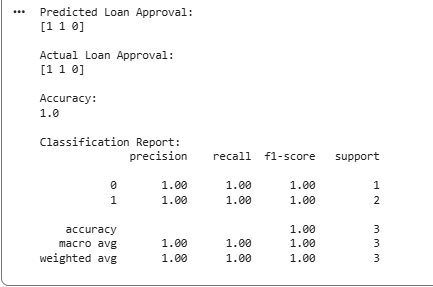 ••• Predicted Loan Approval:
[1 1 0]
Actual Loan Approval:
[1 1 0]
Accuracy:
1.0
Classification Report:
precision    recall  f1-score   support
0       1.00      1.00      1.00         1
1       1.00      1.00      1.00         2
accuracy                           1.00         3
macro avg       1.00      1.00      1.00         3
weighted avg       1.00      1.00      1.00         3